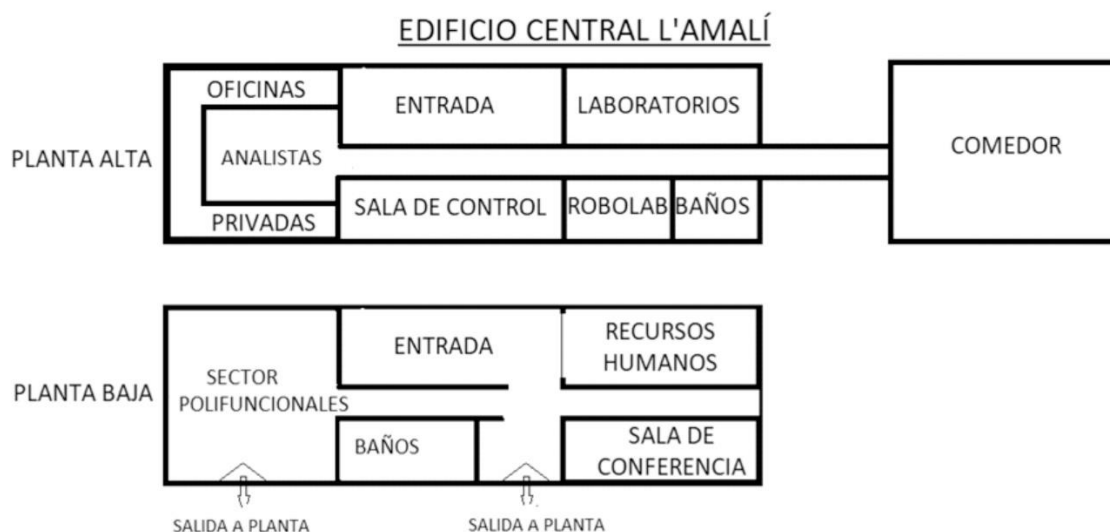 EDIFICIO CENTRAL L'AMALÍ
PLANTA ALTA
OFICINAS
ANALISTAS
PRIVADAS
ENTRADA
LABORATORIOS
SALA DE CONTROL
ROBOLAB
BAÑOS
COMEDOR
PLANTA BAJA
SECTOR
POLIFUNCIONALES
ENTRADA
RECURSOS
HUMANOS
BAÑOS
SALA DE
CONFERENCIA
SALIDA A PLANTA
SALIDA A PLANTA